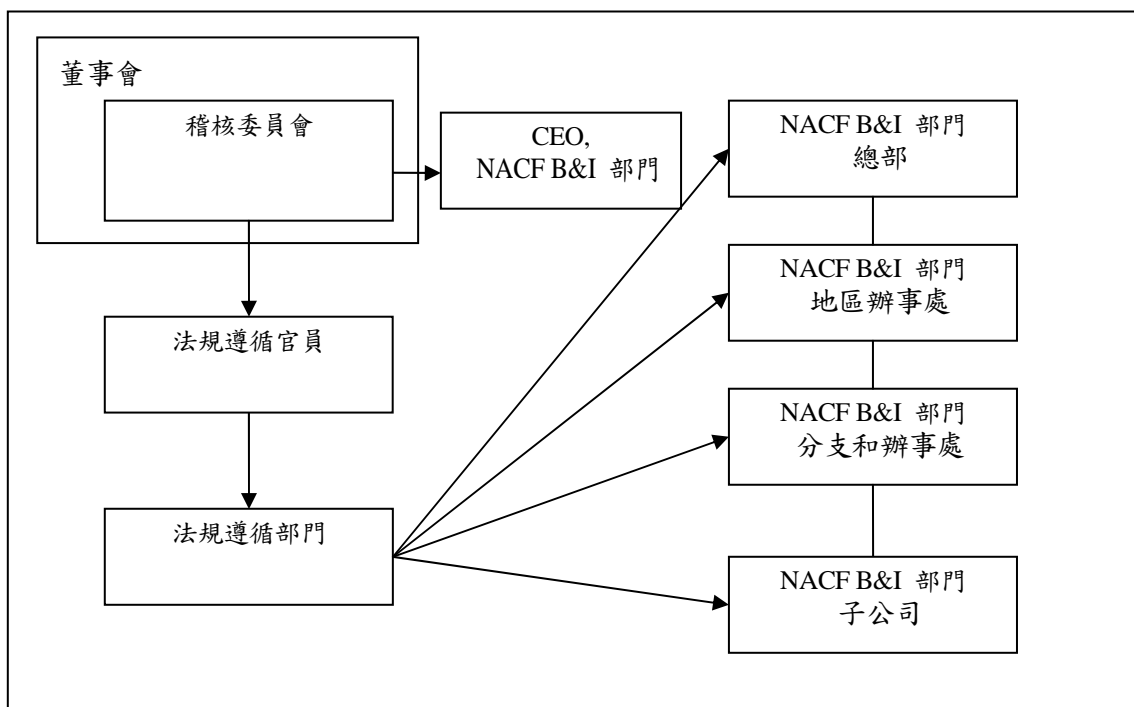 董事會
稽核委員會
CEO,
NACF B&I 部門
NACF B&I 部門
總部
NACF B&I 部門
地區辦事處
法規遵循官員
NACF B&I 部門
分支和辦事處
法規遵循部門
NACF B&I 部門
子公司